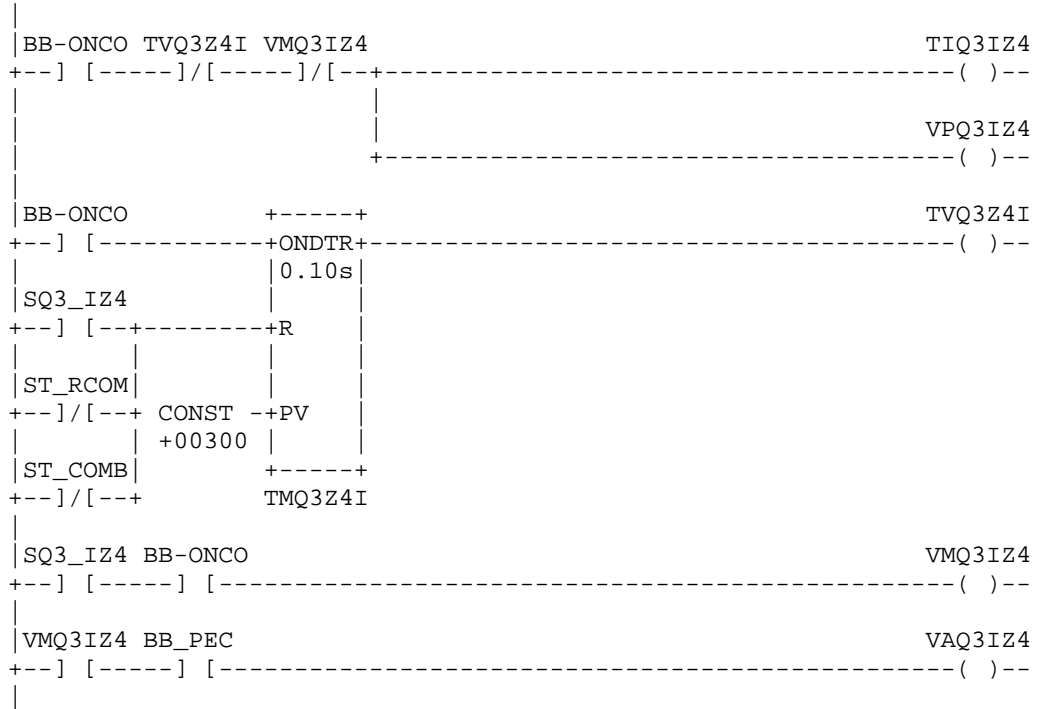 |
|BB-ONCO TVQ3Z4I VMQ3IZ4                                     TIQ3IZ4
+--] [-----]/[-----]/[--+--------------------------------------( )--
|                       |
|                       |                                    VPQ3IZ4
|                       +--------------------------------------( )--
|
|BB-ONCO         +-----+                                     TVQ3Z4I
+--] [-----------+ONDTR+---------------------------------------( )--
|                |0.10s|
|SQ3_IZ4         |     |
+--] [--+--------+R    |
|       |        |     |
|ST_RCOM|        |     |
+--]/[--+ CONST -+PV   |
|       | +00300 |     |
|ST_COMB|        +-----+
+--]/[--+        TMQ3Z4I
|
|SQ3_IZ4 BB-ONCO                                             VMQ3IZ4
+--] [-----] [-------------------------------------------------( )--
|
|VMQ3IZ4 BB_PEC                                              VAQ3IZ4
+--] [-----] [-------------------------------------------------( )--
|